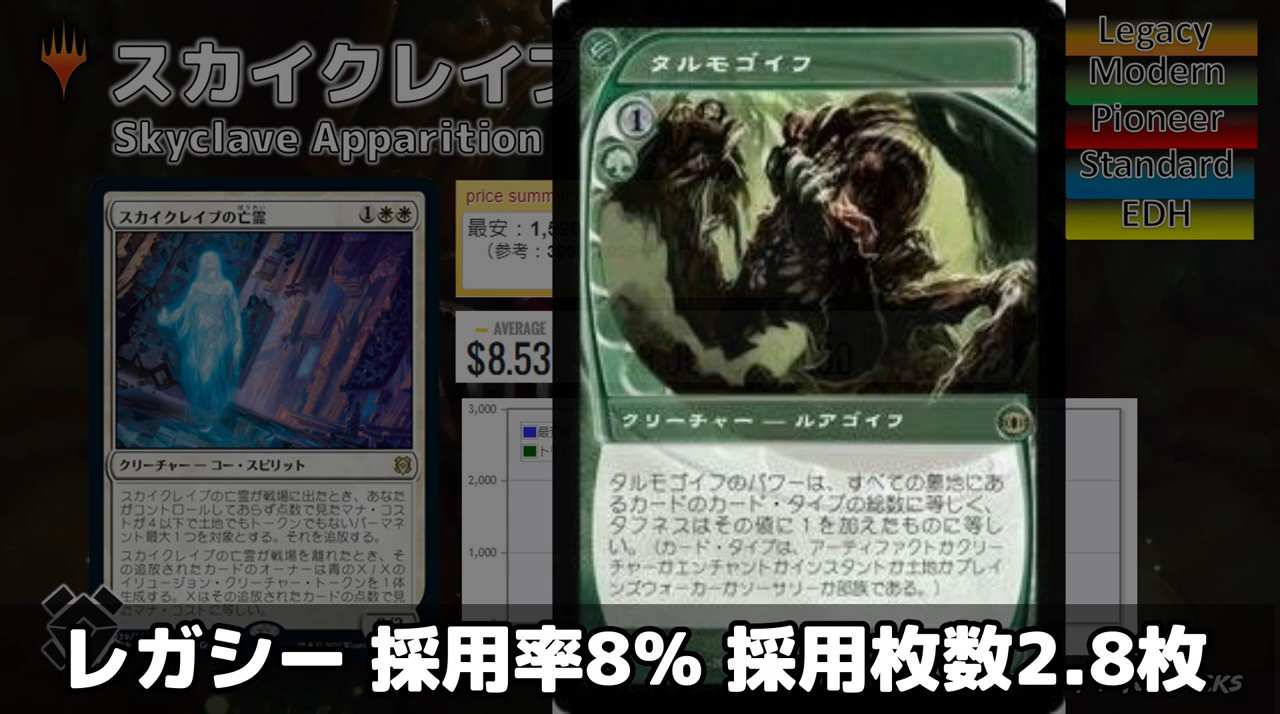 スカイクレイブ
Skyclave Apparition
Legacy
Modern
Pioneer
Standard
EDH
スカイクレイブの亡霊
ぼうれい
1
price summ
最安：1,590
（参考：
AVERAGE
$8.53
3,000
2,000
1,000
クリーチャー — コー・スピリット
スカイクレイブの亡霊が戦場に出たとき、あなた
がコントロールしておらず点数で見たマナ・コス
トが４以下で土地でもトークンでもないパーマネ
ント最大１つを対象とする。それを追放する。
スカイクレイブの亡霊が戦場を離れたとき、そ
の追放されたカードのオーナーは青のＸ/Ｘの
イリュージョン・クリーチャー・トークンを１体
生成する。Ｘはその追放されたカードの点数で見
たマナ・コストに等しい。
タルモゴイフ
1
クリーチャー — ルアゴイフ
タルモゴイフのパワーは、すべての墓地にあ
るカードのカード・タイプの総数に等しく、
タフネスはその値に１を加えたものに等し
い。（カード・タイプは、アーティファクトかクリー
チャーかエンチャントかインスタントか土地かプレイ
ンズウォーカーかソーサリーか部族である。）
レガシー 採用率8% 採用枚数2.8枚